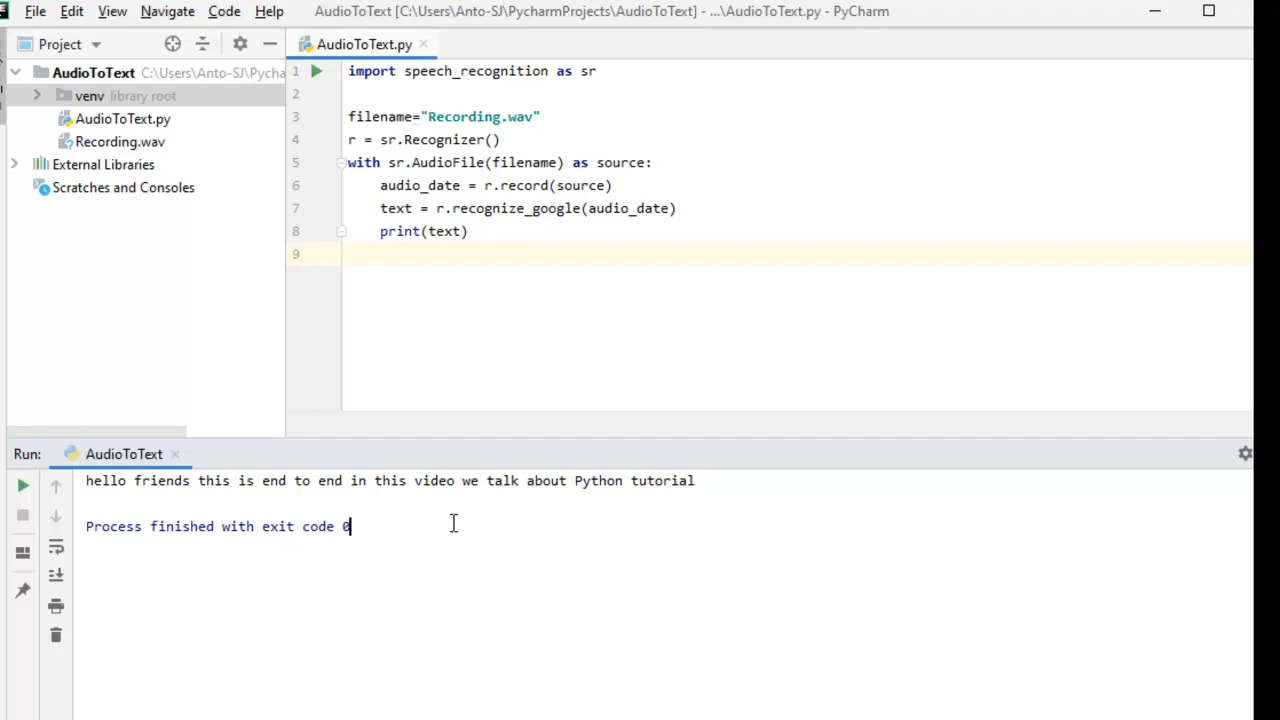 File Edit View Navigate Code Help AudioToText [C:\Users\Anto-SJ\PycharmProjects\AudioToText] - ...\AudioToText.py - PyCharm
Project
AudioToText C:\Users\Anto-SJ\Pycha
venv library root
AudioToText.py
Recording.wav
External Libraries
Scratches and Consoles
AudioToText.py
1 import speech_recognition as sr
2
3 filename="Recording.wav"
4 r = sr.Recognizer()
5 with sr.AudioFile(filename) as source:
6 audio_date = r.record(source)
7 text = r.recognize_google(audio_date)
8 print(text)
9
Run: AudioToText
hello friends this is end to end in this video we talk about Python tutorial
Process finished with exit code 0